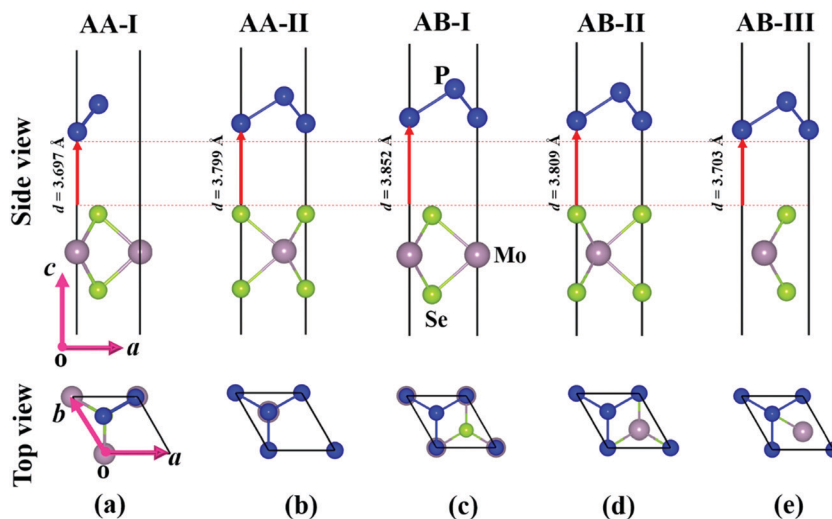 AA-I AA-II AB-I AB-II AB-III
Side view
P
d = 3.697 Å
d = 3.799 Å
d = 3.852 Å
d = 3.809 Å
d = 3.703 Å
Mo
Se
c
o
a
Top view
b
o
a
(a) (b) (c) (d) (e)